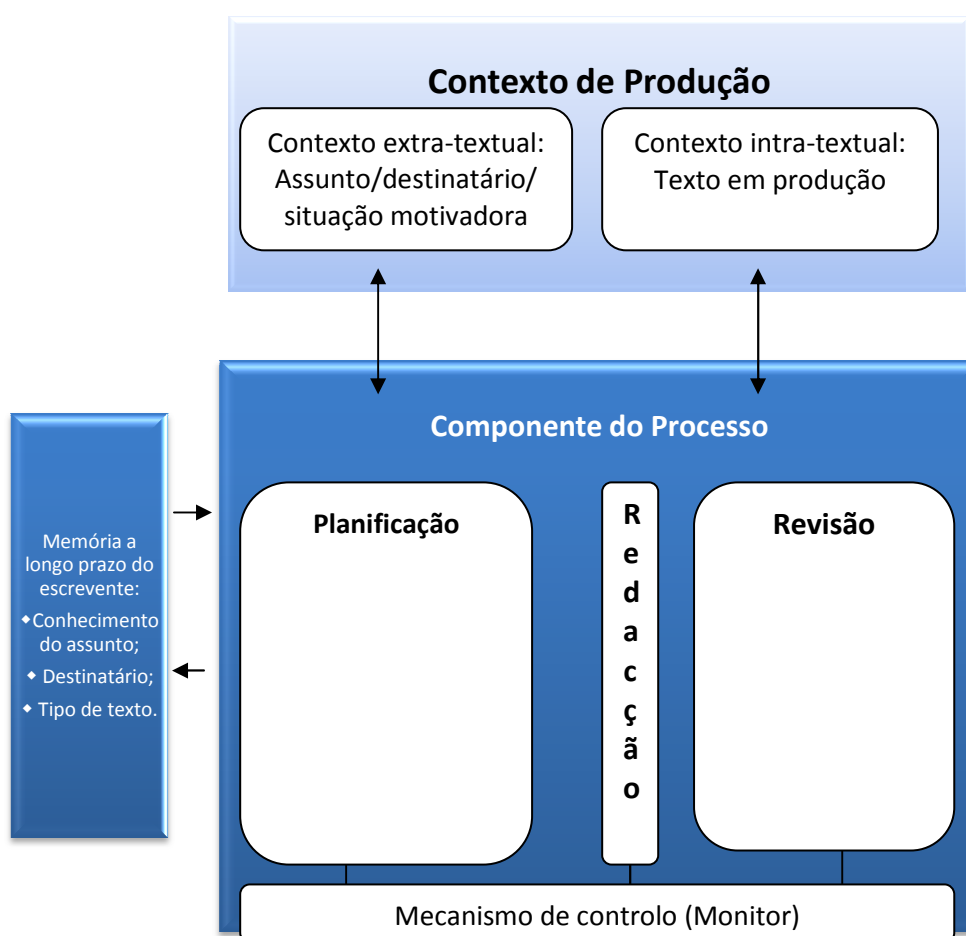 Contexto de Produção
Contexto extra-textual:
Assunto/destinatário/
situação motivadora
Contexto intra-textual:
Texto em produção
Memória a
longo prazo do
escrevente:
◆Conhecimento
do assunto;
◆ Destinatário;
◆ Tipo de texto.
Componente do Processo
Planificação
R
e
d
a
c
ç
ã
o
Revisão
Mecanismo de controlo (Monitor)